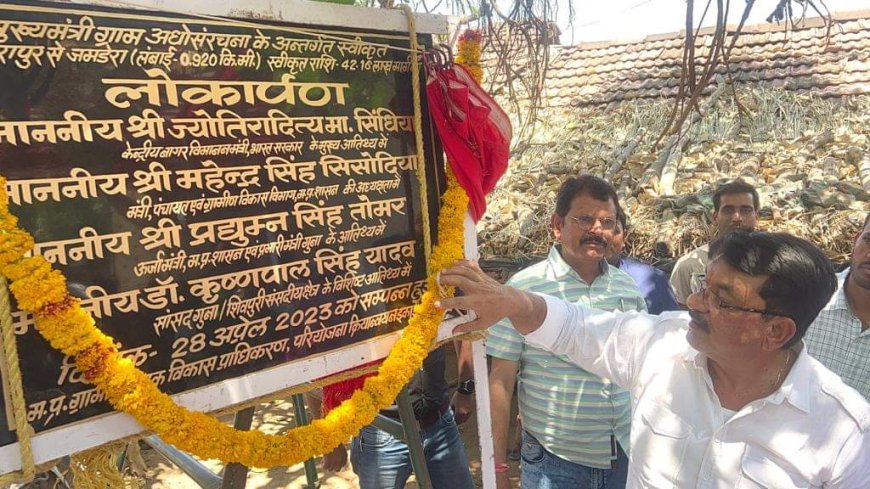 मुख्यमंत्री ग्राम अधोसंरचना के अन्तर्गत स्वीकृत
रापुर से जमडेरा (लंबाई-0.920 कि.मी.) स्वीकृत राशि-42.16 लाख
लोकार्पण
माननीय श्री ज्योतिरादित्य मा. सिंधिया
केन्द्रीय नागर विमानन मंत्री, भारत सरकार के मुख्य आतिथ्य में
माननीय श्री महेन्द्र सिंह सिसोदिया
मंत्री, पंचायत एवं ग्रामीण विकास विभाग, म.प्र. शासन की अध्यक्षता में
माननीय श्री प्रद्युम्न सिंह तोमर
ऊर्जा मंत्री, म.प्र. शासन एवं प्रभारी मंत्री गुना के आतिथ्य में
माननीय डॉ. कृष्णपाल सिंह यादव
सांसद गुना/शिवपुरी संसदीय क्षेत्र के विशिष्ट आतिथ्य में
दिनांक- 28 अप्रेल 2023 को सम्पन्न हुआ
म.प्र. ग्रामीण विकास प्राधिकरण, परियोजना क्रियान्वयन इकाई